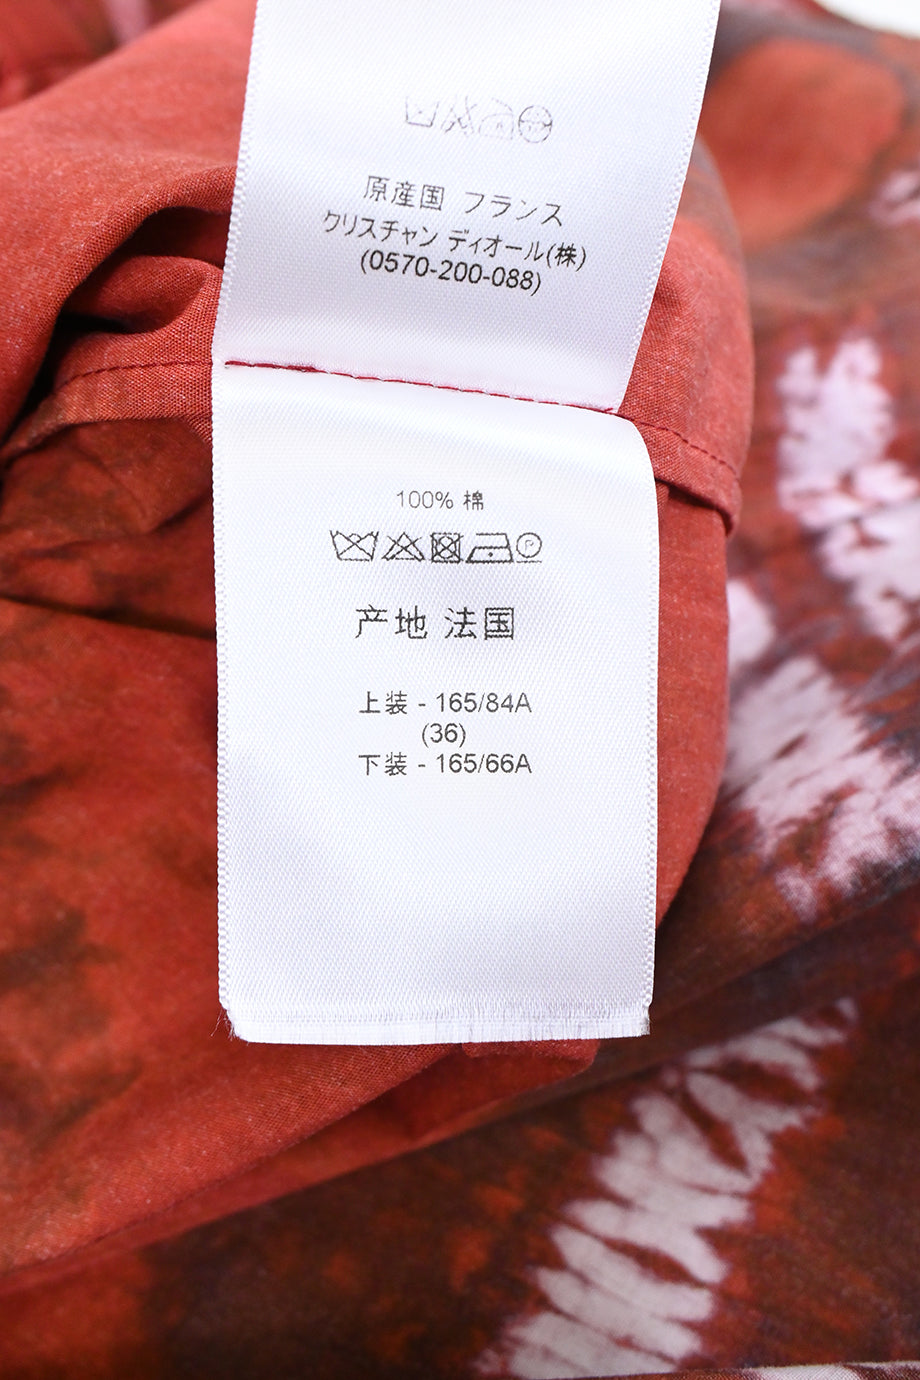 原産国 フランス
クリスチャン ディオール(株)
(0570-200-088)
100% 棉
产地 法国
上装 - 165/84A
(36)
下装 - 165/66A